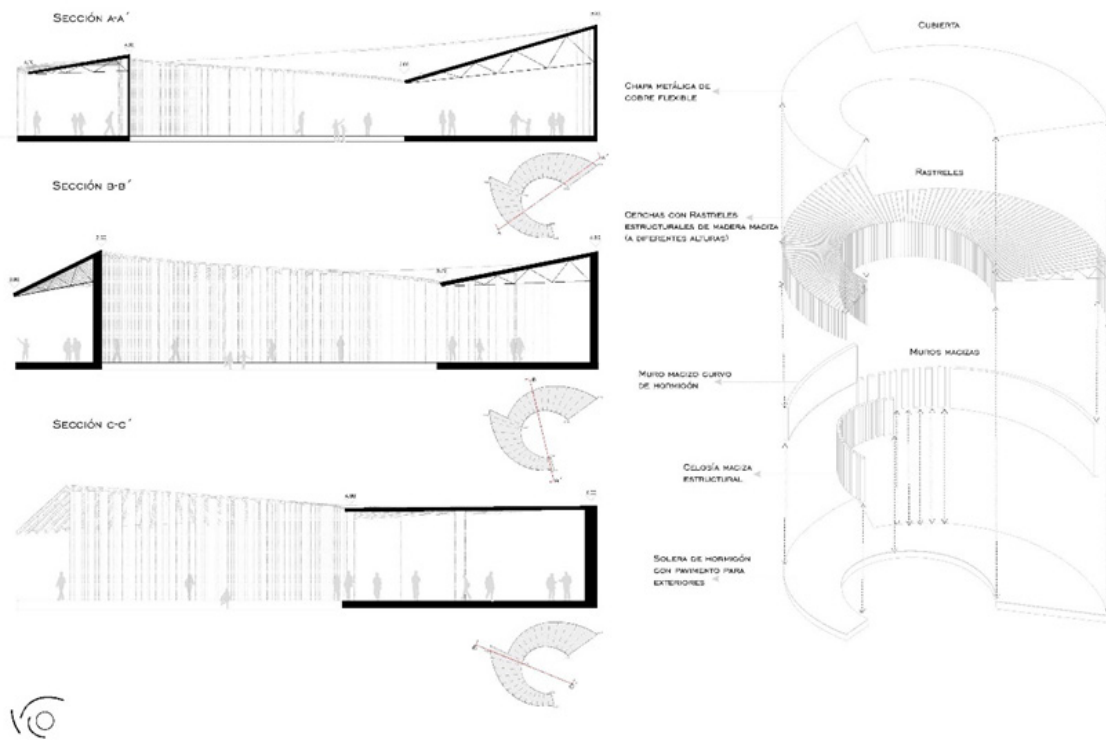 SECCIÓN A-A´
SECCIÓN B-B´
SECCIÓN C-C´
CUBIERTA
CHAPA METÁLICA DE
COBRE FLEXIBLE
RASTRELES
CERCHAS CON RASTRELES
ESTRUCTURALES DE MADERA MACIZA
(A DIFERENTES ALTURAS)
MUROS MACIZAS
MURO MACIZO CURVO
DE HORMIGÓN
CELOSÍA MACIZA
ESTRUCTURAL
SOLERA DE HORMIGÓN
CON PAVIMENTO PARA
EXTERIORES